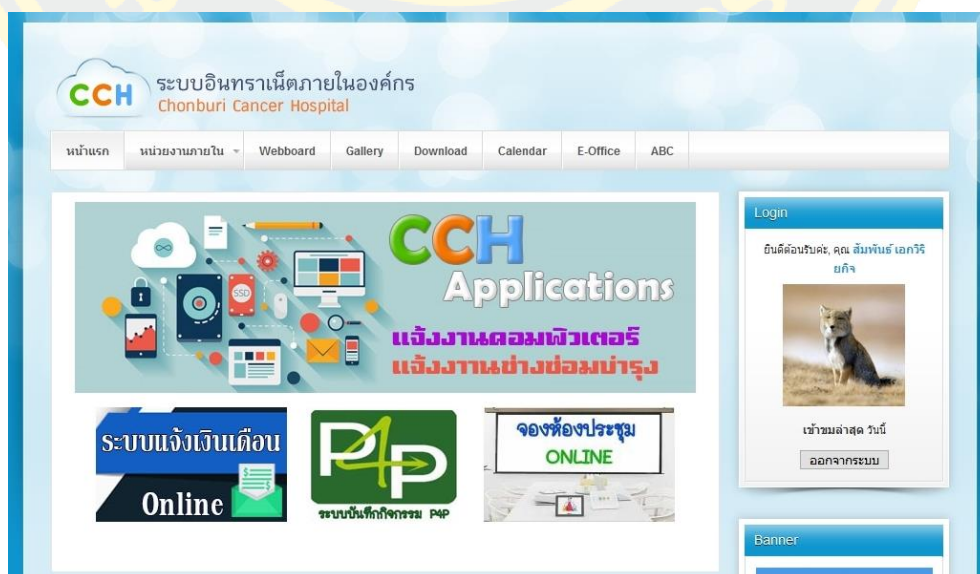 CCH
ระบบอินทราเน็ตภายในองค์กร
Chonburi Cancer Hospital
หน้าแรก
หน่วยงานภายใน
Webboard
Gallery
Download
Calendar
E-Office
ABC
CCH
Applications
แจ้งงานคอมพิวเตอร์
แจ้งงานช่างซ่อมบำรุง
SSD
ระบบแจ้งเงินเดือน
Online
P4P
ระบบบันทึกกิจกรรม P4P
จองห้องประชุม
ONLINE
Login
ยินดีต้อนรับค่ะ, คุณ สัมพันธ์ เอกวิริ
ยกิจ
เข้าชมล่าสุด วันนี้
ออกจากระบบ
Banner